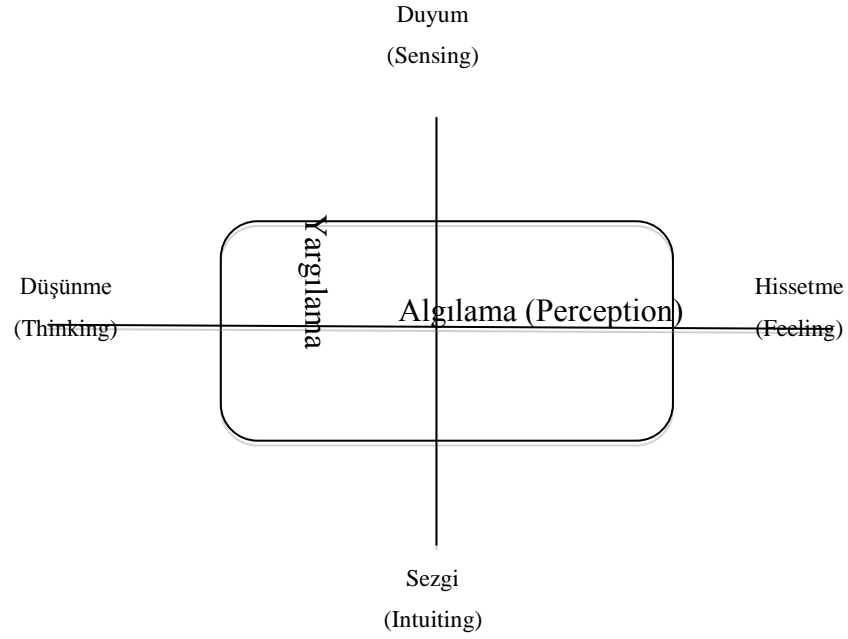 Duyum
(Sensing)
Yargılama
Düşünme
(Thinking)
Algılama (Perception)
Hissetme
(Feeling)
Sezgi
(Intuiting)